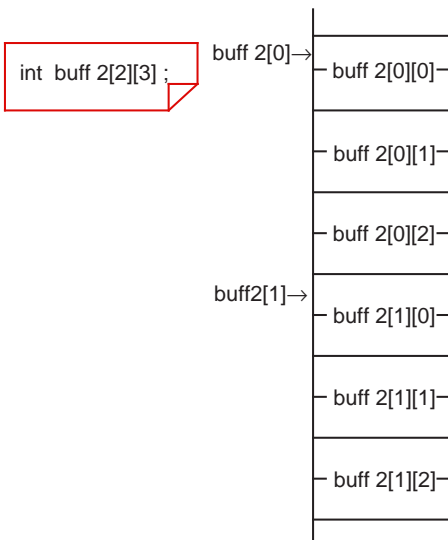 int buff 2[2][3] ;
buff 2[0]→
buff 2[0][0]
buff 2[0][1]
buff 2[0][2]
buff2[1]→
buff 2[1][0]
buff 2[1][1]
buff 2[1][2]